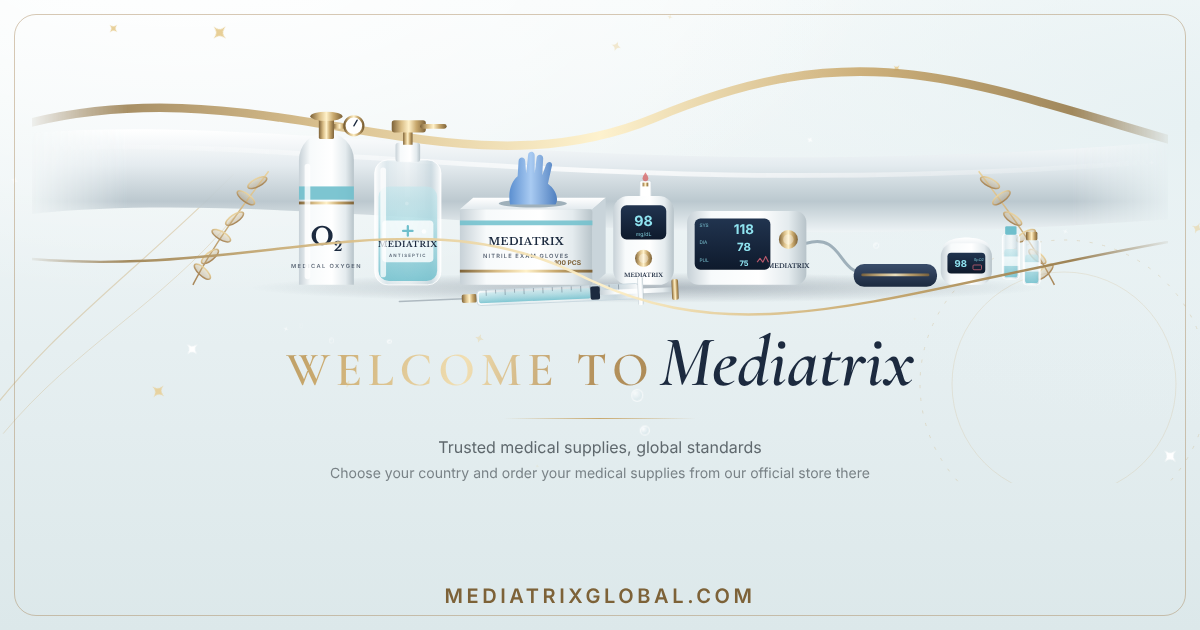 O2
MEDICAL OXYGEN
MEDIATRIX
ANTISEPTIC
MEDIATRIX
NITRILE EXAM GLOVES
100 PCS
98
mg/dL
MEDIATRIX
SYS 118
DIA 78
PUL 75
MEDIATRIX
98
WELCOME TO Mediatrix
Trusted medical supplies, global standards
Choose your country and order your medical supplies from our official store there
MEDIATRIXGLOBAL.COM